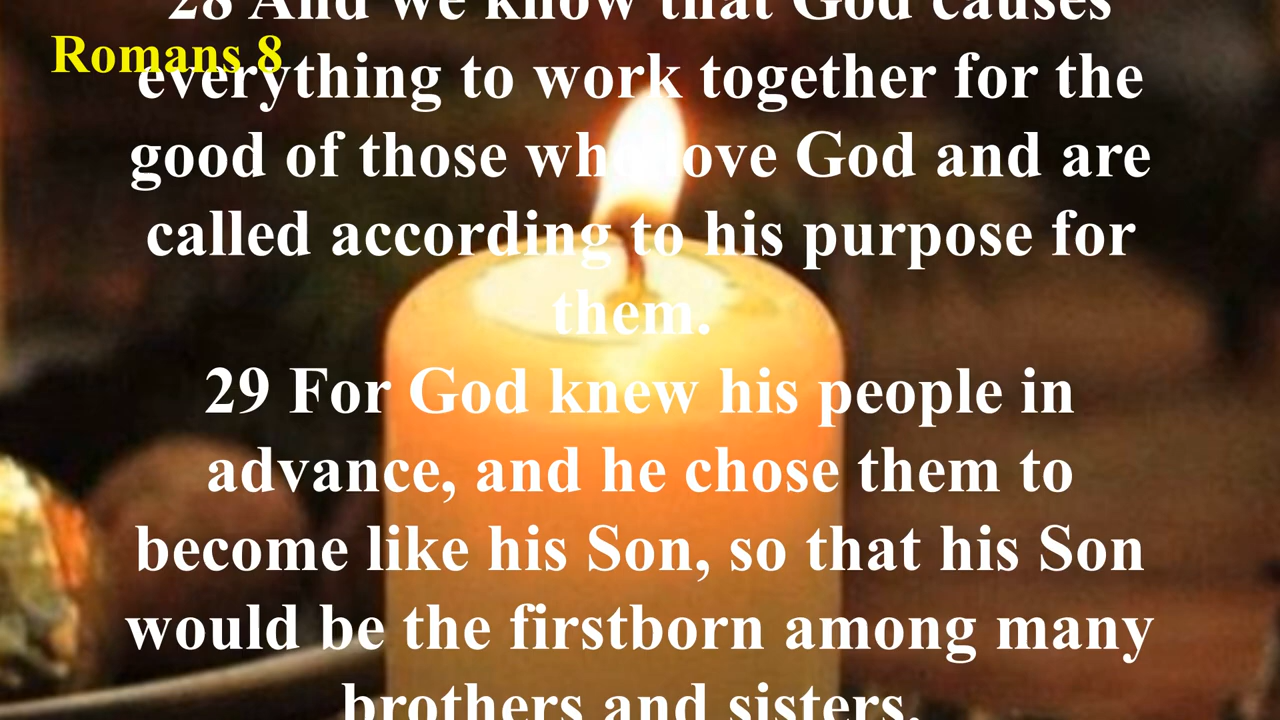 28 And we know that God causes
Romans 8
everything to work together for the
good of those who love God and are
called according to his purpose for
them.
29 For God knew his people in
advance, and he chose them to
become like his Son, so that his Son
would be the firstborn among many
brothers and sisters.